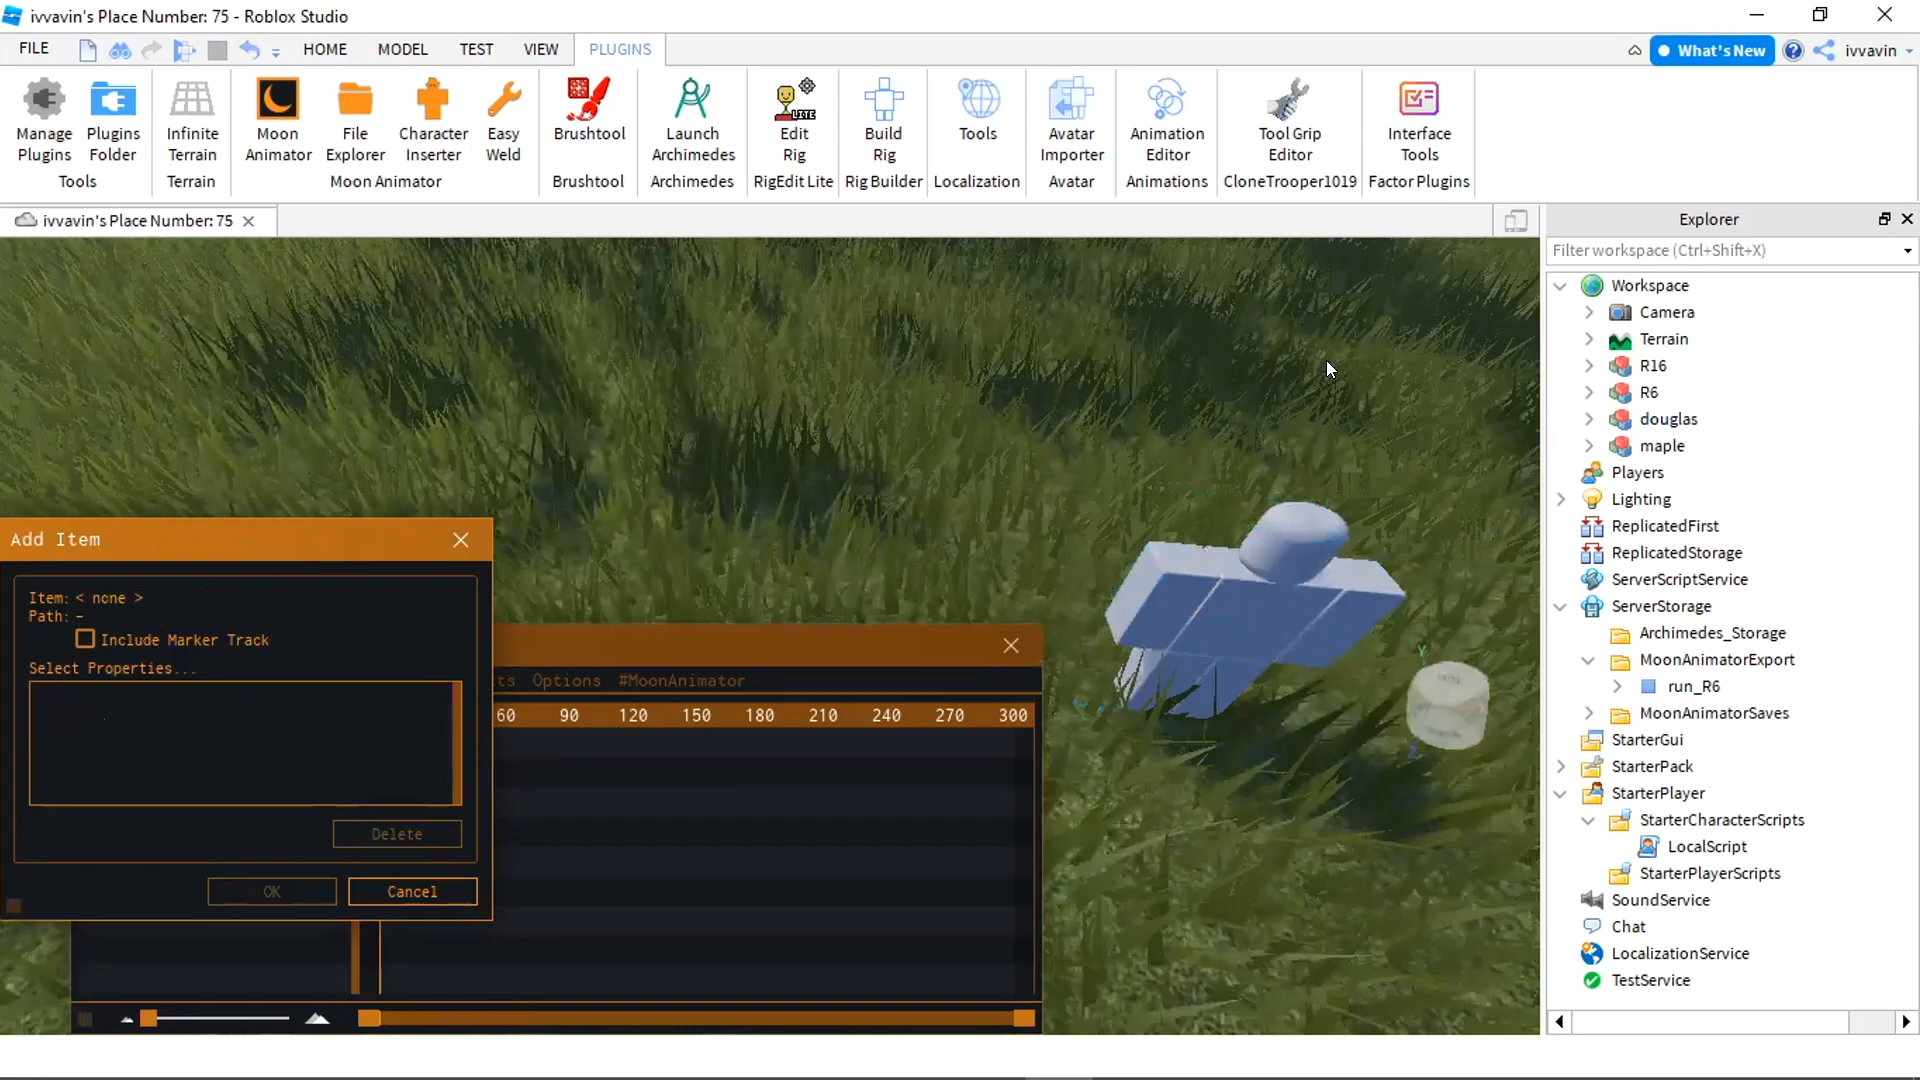 ivvavin's Place Number: 75 - Roblox Studio
FILE HOME MODEL TEST VIEW PLUGINS What's New ivvavin
Manage Plugins Plugins Folder Infinite Terrain Moon Animator File Explorer Character Inserter Easy Weld Brushtool Launch Archimedes LITE Edit Rig Build Rig Tools Avatar Importer Animation Editor Tool Grip Editor Interface Tools
Tools Terrain Moon Animator Brushtool Archimedes RigEdit Lite Rig Builder Localization Avatar Animations CloneTrooper1019 Factor Plugins
ivvavin's Place Number: 75
Explorer
Filter workspace (Ctrl+Shift+X)
Workspace
Camera
Terrain
R16
R6
douglas
maple
Players
Lighting
ReplicatedFirst
ReplicatedStorage
ServerScriptService
ServerStorage
Archimedes_Storage
MoonAnimatorExport
run_R6
MoonAnimatorSaves
StarterGui
StarterPack
StarterPlayer
StarterCharacterScripts
LocalScript
StarterPlayerScripts
SoundService
Chat
LocalizationService
TestService
Add Item
Item: < none >
Path: -
Include Marker Track
Select Properties...
Delete
OK Cancel
ts Options #MoonAnimator
60 90 120 150 180 210 240 270 300
Y
Z